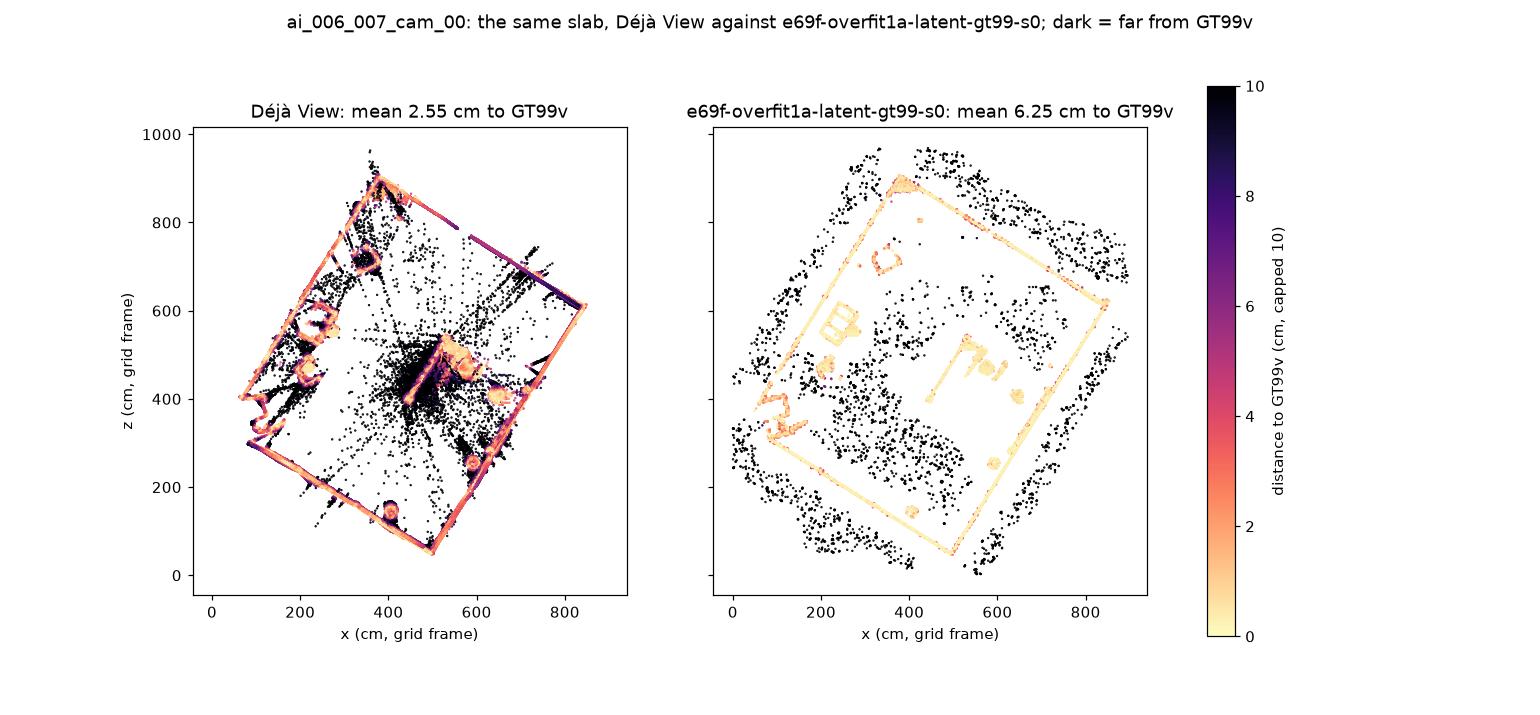 ai_006_007_cam_00: the same slab, Déjà View against e69f-overfit1a-latent-gt99-s0; dark = far from GT99v
Déjà View: mean 2.55 cm to GT99v
e69f-overfit1a-latent-gt99-s0: mean 6.25 cm to GT99v
1000
800
600
400
200
0
z (cm, grid frame)
0 200 400 600 800
x (cm, grid frame)
0 200 400 600 800
x (cm, grid frame)
10
8
6
4
2
0
distance to GT99v (cm, capped 10)